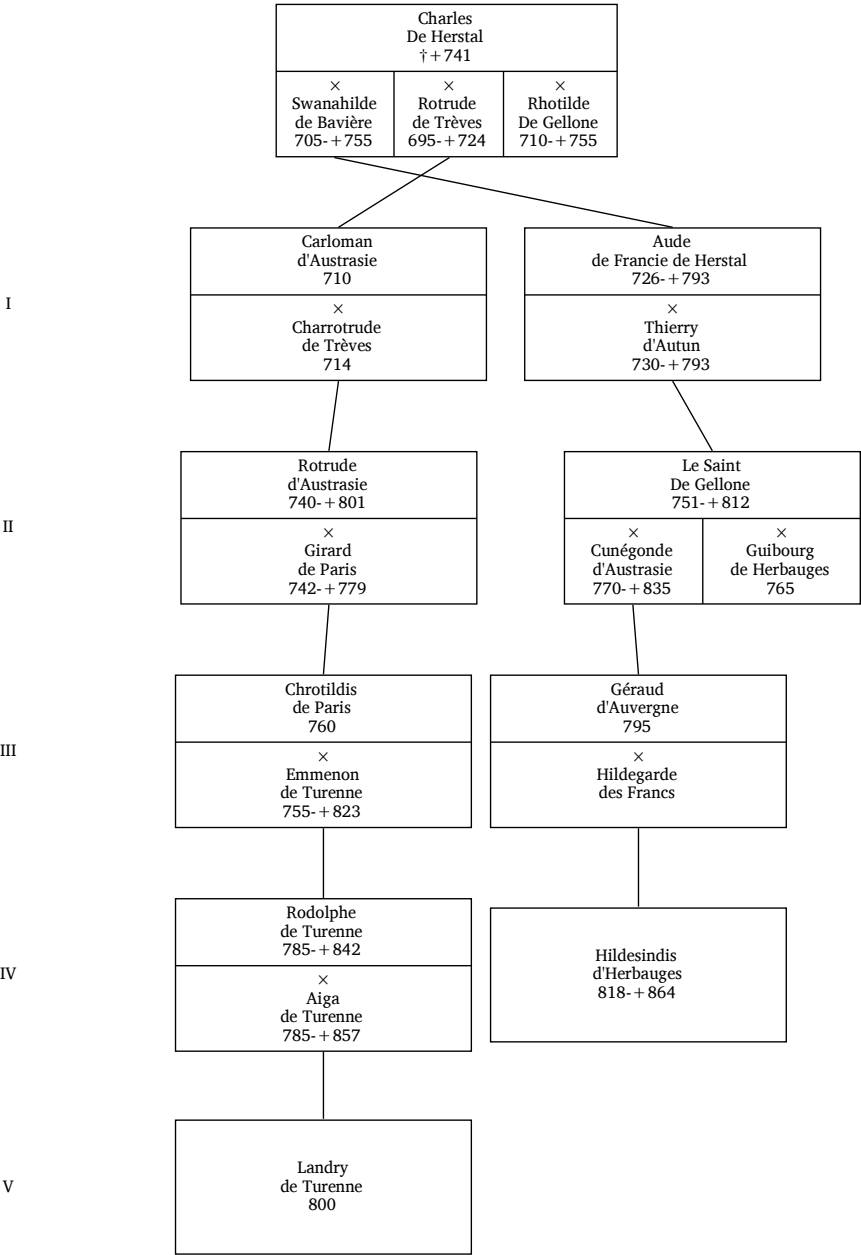 Charles
De Herstal
†+741
×
Swanahilde
de Bavière
705-+755
×
Rotrude
de Trèves
695-+724
×
Rhotilde
De Gellone
710-+755
I
Carloman
d'Austrasie
710
×
Charrotrude
de Trèves
714
Aude
de Francie de Herstal
726-+793
×
Thierry
d'Autun
730-+793
II
Rotrude
d'Austrasie
740-+801
×
Girard
de Paris
742-+779
Le Saint
De Gellone
751-+812
×
Cunégonde
d'Austrasie
770-+835
×
Guibourg
de Herbauges
765
III
Chrotildis
de Paris
760
×
Emmenon
de Turenne
755-+823
Géraud
d'Auvergne
795
×
Hildegarde
des Francs
IV
Rodolphe
de Turenne
785-+842
×
Aiga
de Turenne
785-+857
Hildesindis
d'Herbauges
818-+864
V
Landry
de Turenne
800